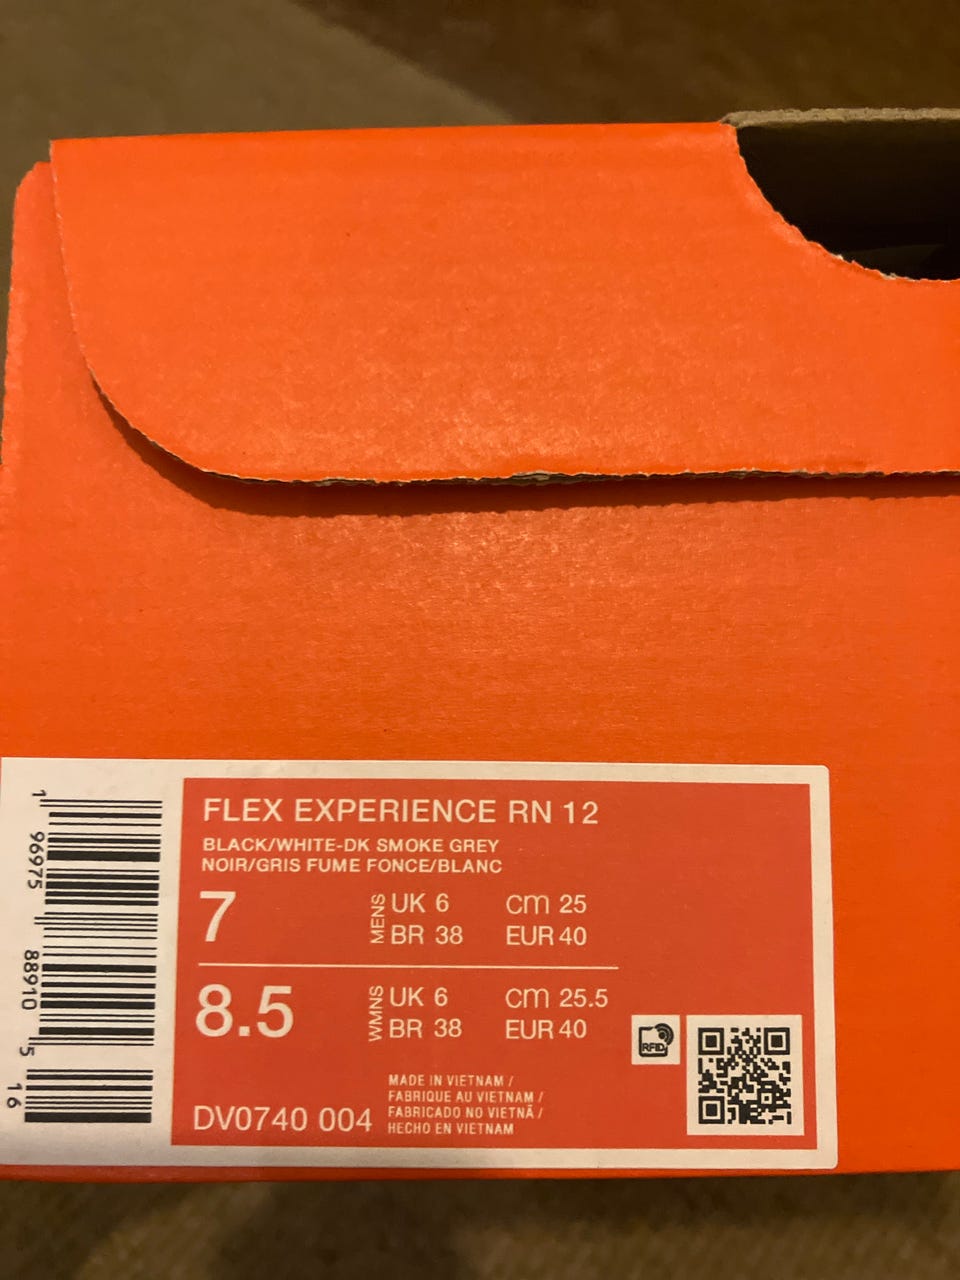 FLEX EXPERIENCE RN 12
BLACK/WHITE-DK SMOKE GREY
NOIR/GRIS FUME FONCE/BLANC
7 MENS UK 6 cm 25
BR 38 EUR 40
8.5 WMNS UK 6 cm 25.5
BR 38 EUR 40
RFID
MADE IN VIETNAM /
FABRIQUE AU VIETNAM /
FABRICADO NO VIETNÃ /
HECHO EN VIETNAM
DV0740 004
1 96975 88910 5 16